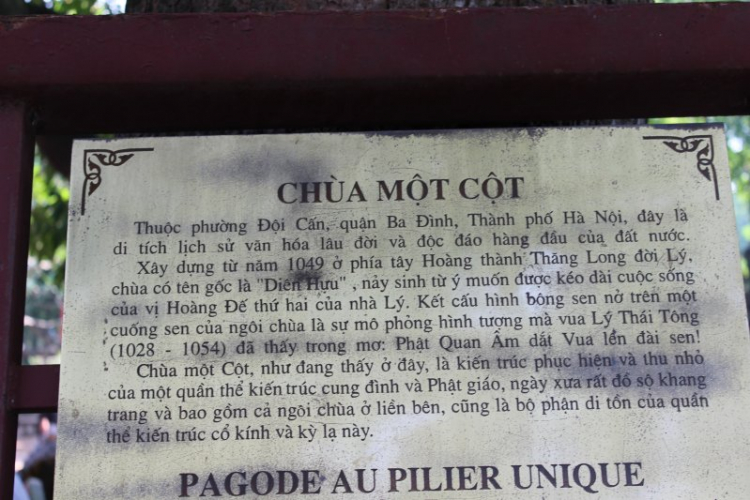 CHÙA MỘT CỘT
Thuộc phường Đội Cấn, quận Ba Đình, Thành phố Hà Nội, đây là
di tích lịch sử văn hóa lâu đời và độc đáo hàng đầu của đất nước.
Xây dựng từ năm 1049 ở phía tây Hoàng thành Thăng Long đời Lý,
chùa có tên gốc là "Diên Hựu" , nảy sinh từ ý muốn được kéo dài cuộc sống
của vị Hoàng Đế thứ hai của nhà Lý. Kết cấu hình bông sen nở trên một
cuống sen của ngôi chùa là sự mô phỏng hình tượng mà vua Lý Thái Tông
(1028 - 1054) đã thấy trong mơ: Phật Quan Âm dắt Vua lên đài sen!
Chùa một Cột, như đang thấy ở đây, là kiến trúc phục hiện và thu nhỏ
của một quần thể kiến trúc cung đình và Phật giáo, ngày xưa rất đồ sộ khang
trang và bao gồm cả ngôi chùa ở liền bên, cũng là bộ phận di tồn của quần
thể kiến trúc cổ kính và kỳ lạ này.
PAGODE AU PILIER UNIQUE